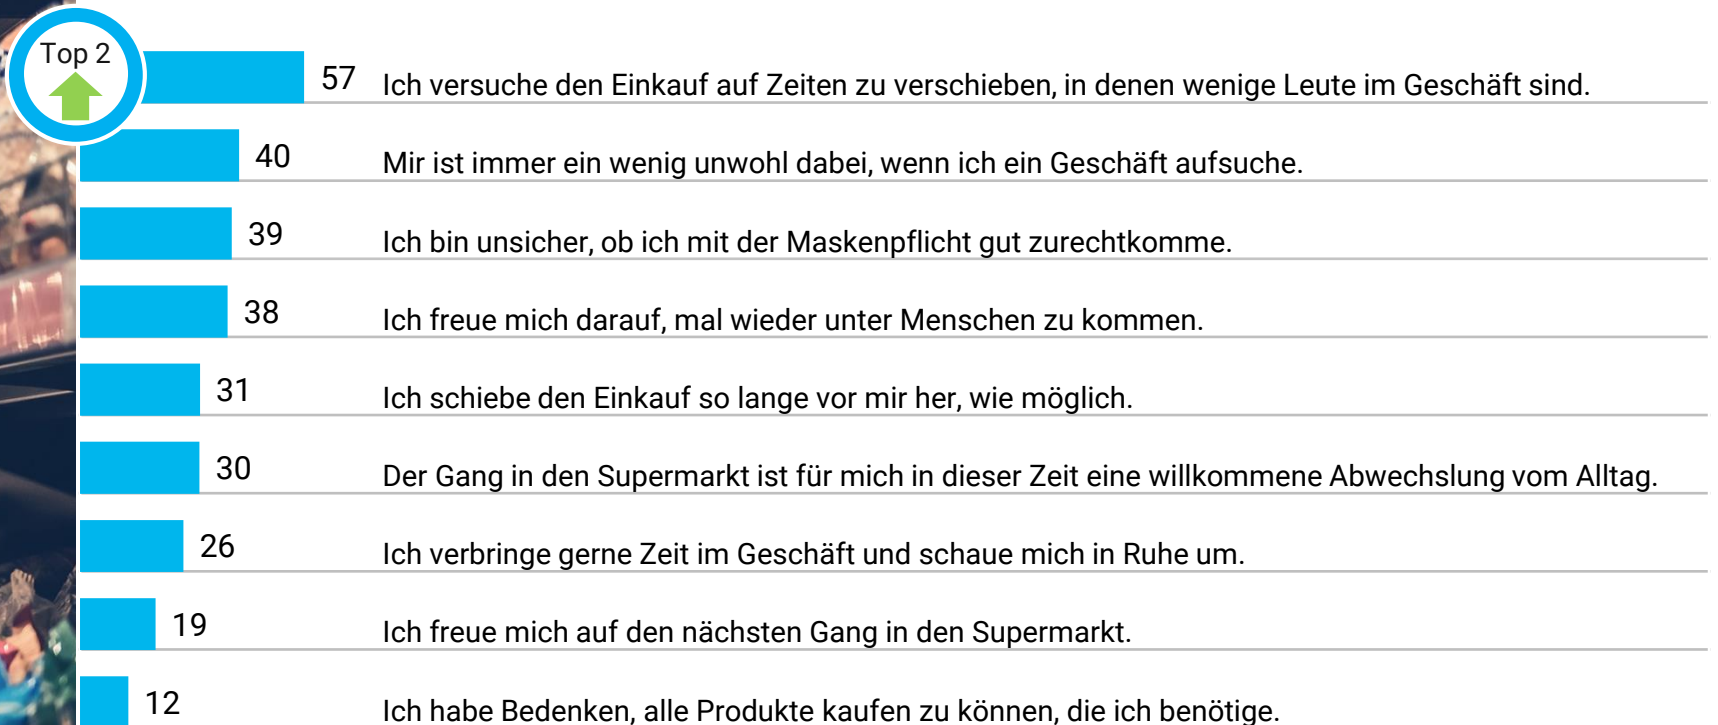 Top 2
57 Ich versuche den Einkauf auf Zeiten zu verschieben, in denen wenige Leute im Geschäft sind.
40 Mir ist immer ein wenig unwohl dabei, wenn ich ein Geschäft aufsuche.
39 Ich bin unsicher, ob ich mit der Maskenpflicht gut zurechtkomme.
38 Ich freue mich darauf, mal wieder unter Menschen zu kommen.
31 Ich schiebe den Einkauf so lange vor mir her, wie möglich.
30 Der Gang in den Supermarkt ist für mich in dieser Zeit eine willkommene Abwechslung vom Alltag.
26 Ich verbringe gerne Zeit im Geschäft und schaue mich in Ruhe um.
19 Ich freue mich auf den nächsten Gang in den Supermarkt.
12 Ich habe Bedenken, alle Produkte kaufen zu können, die ich benötige.